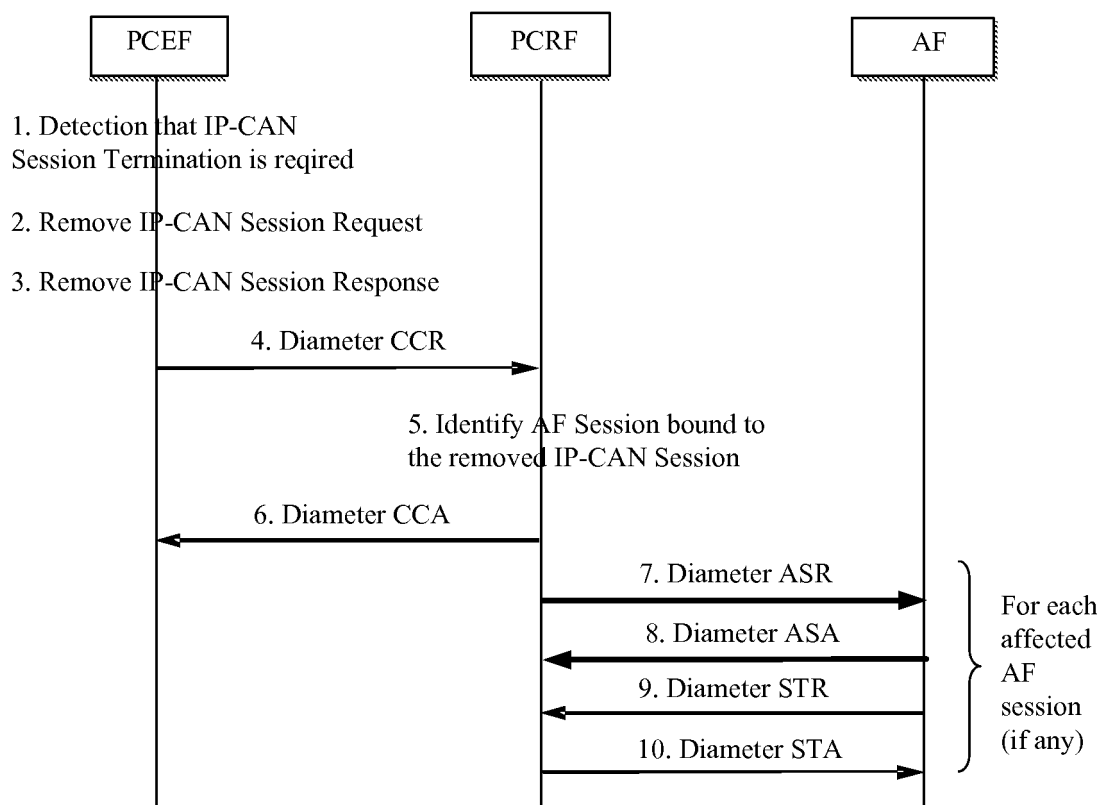 PCEF
PCRF
AF
1. Detection that IP-CAN
Session Termination is reqired
2. Remove IP-CAN Session Request
3. Remove IP-CAN Session Response
4. Diameter CCR
5. Identify AF Session bound to
the removed IP-CAN Session
6. Diameter CCA
7. Diameter ASR
8. Diameter ASA
9. Diameter STR
10. Diameter STA
For each
affected
AF
session
(if any)